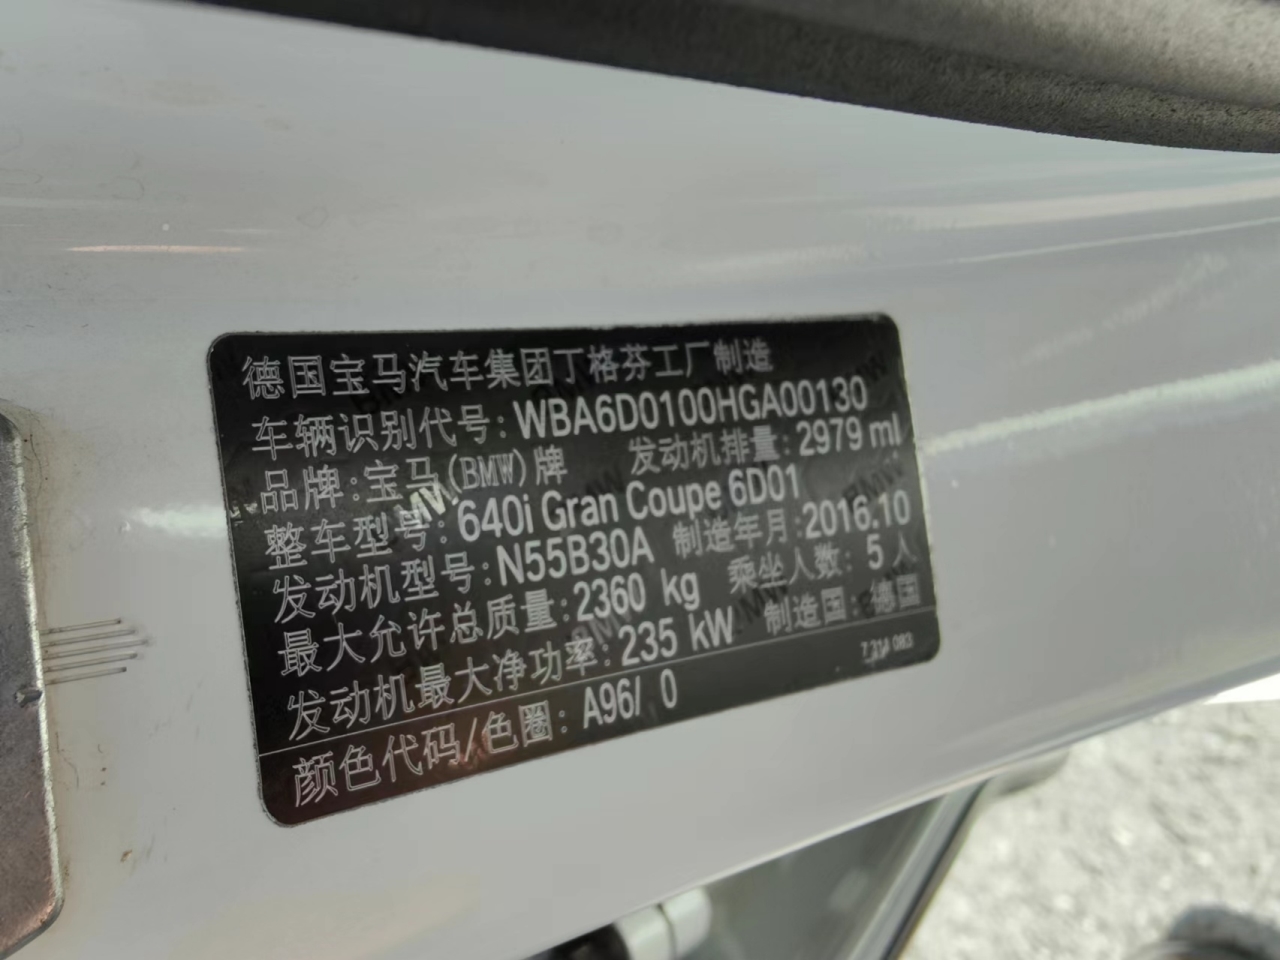 德国宝马汽车集团丁格芬工厂制造
车辆识别代号:WBA6D0100HGA00130
品牌:宝马(BMW)牌 发动机排量:2979 ml
整车型号:640i Gran Coupe 6D01
发动机型号:N55B30A 制造年月:2016.10
最大允许总质量:2360 kg 乘坐人数:5人
发动机最大净功率:235 kW 制造国:德国
颜色代码/色圈:A96/ 0